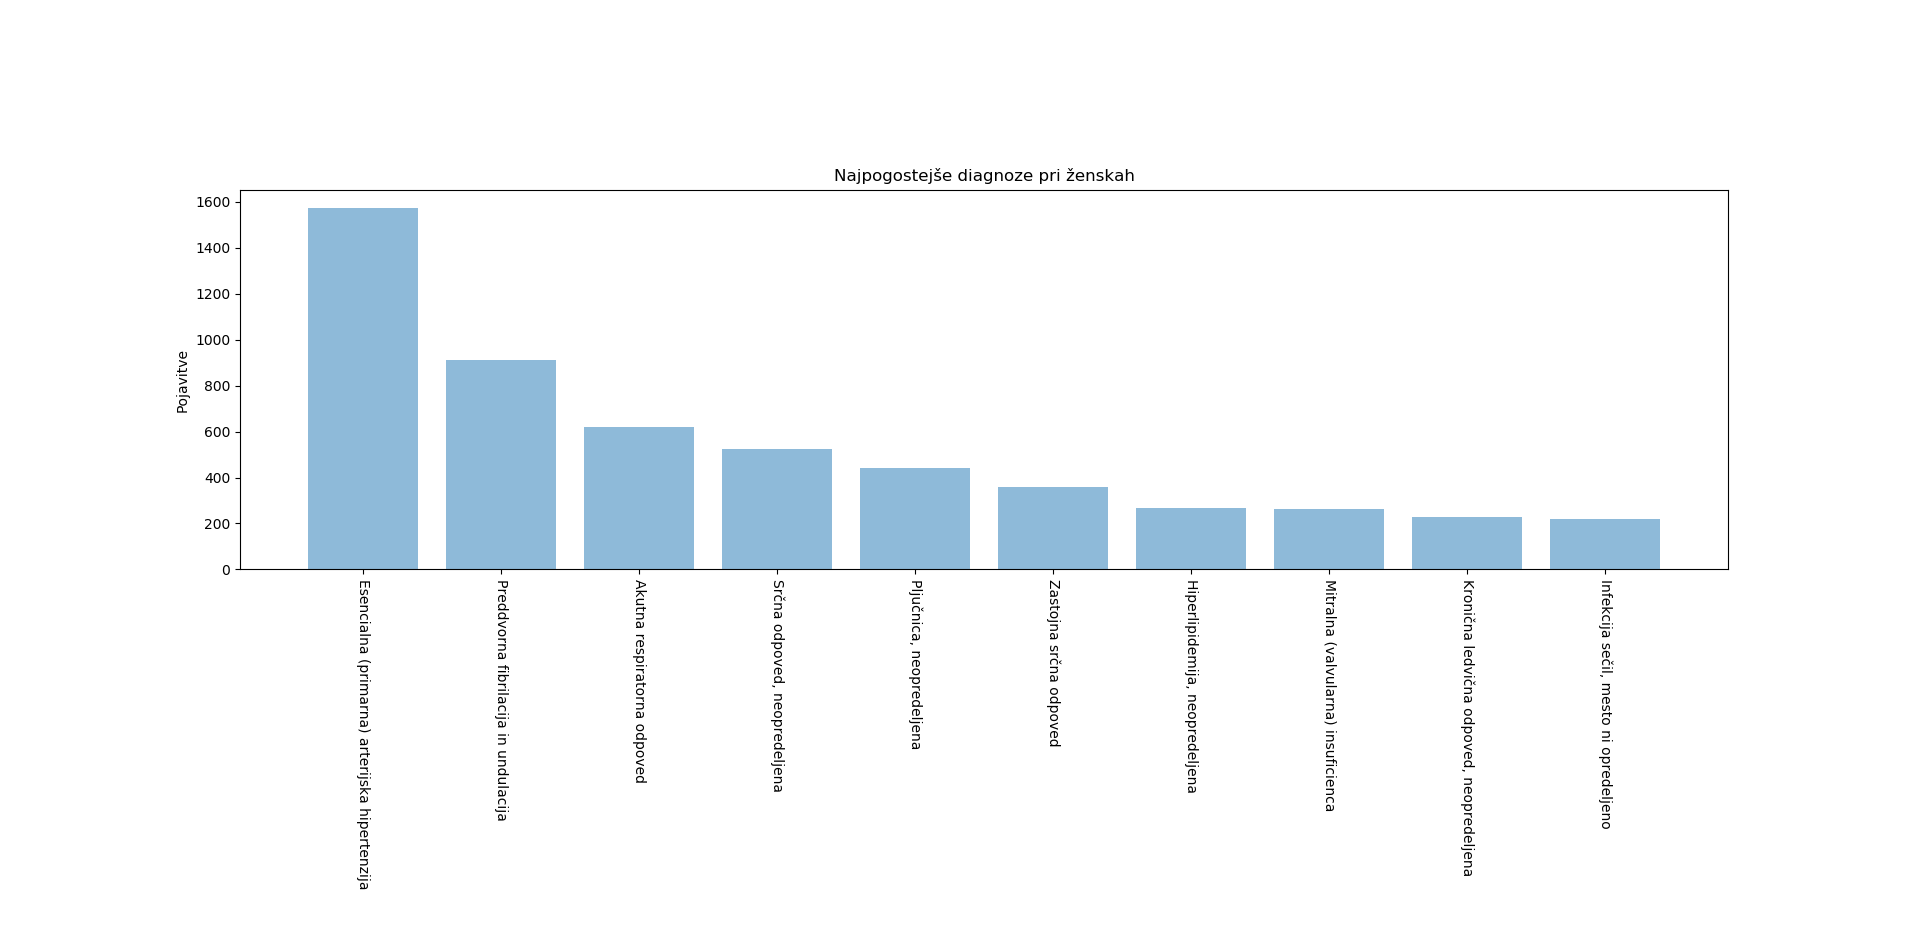 Najpogostejše diagnoze pri ženskah
Pojavitve
1600
1400
1200
1000
800
600
400
200
0
Esencialna (primarna) arterijska hipertenzija
Preddvorna fibrilacija in undulacija
Akutna respiratorna odpoved
Srčna odpoved, neopredeljena
Pljučnica, neopredeljena
Zastojna srčna odpoved
Hiperlipidemija, neopredeljena
Mitralna (valvularna) insuficienca
Kronična ledvična odpoved, neopredeljena
Infekcija sečil, mesto ni opredeljeno